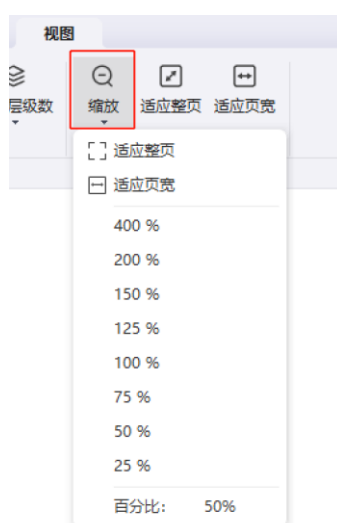 视图
层级数 缩放 适应整页 适应页宽
适应整页
适应页宽
400 %
200 %
150 %
125 %
100 %
75 %
50 %
25 %
百分比: 50%